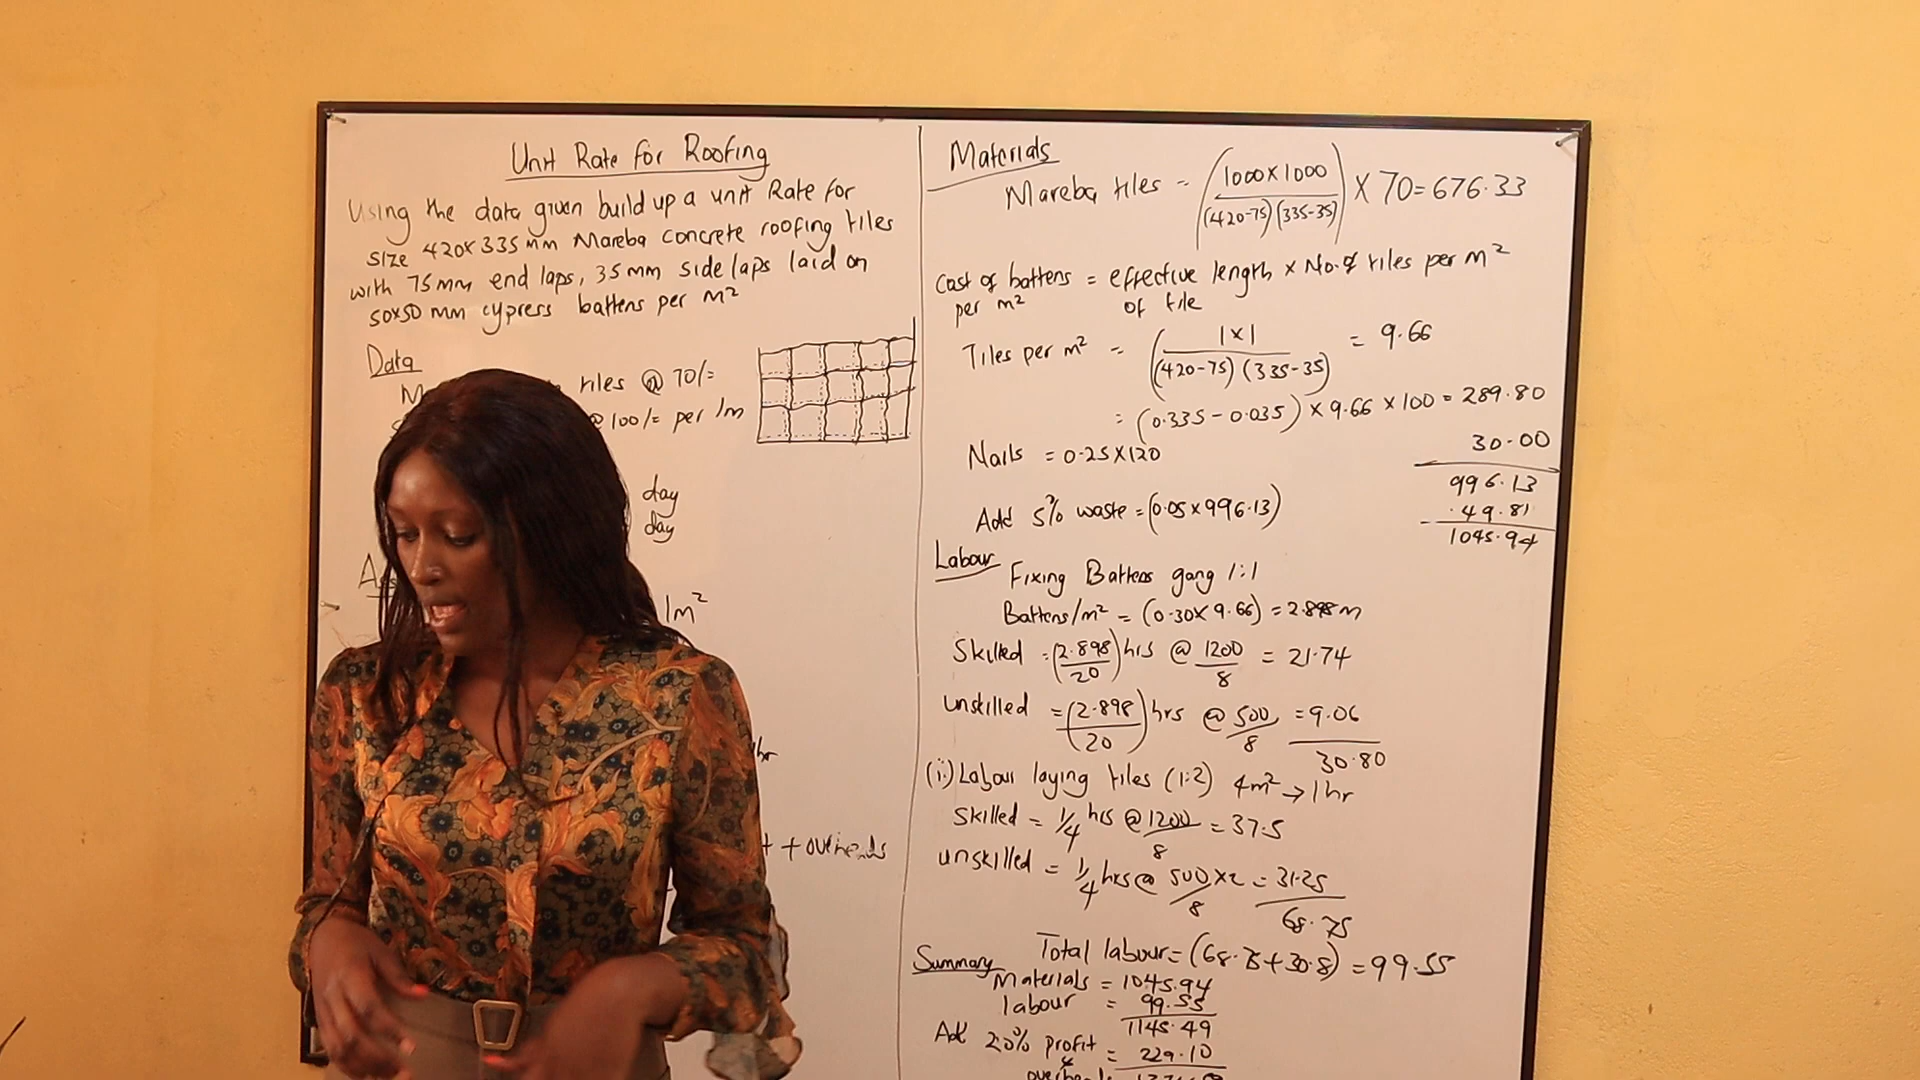 Unit Rate for Roofing
Using the data given build up a unit Rate for
size 420x335mm Mareba concrete roofing tiles
with 75mm end laps, 35mm side laps laid on
50x50 mm cypress battens per m²
Data
tiles @ 70/=
@ 100/= per lm
day
day
1m²
hr
+ overheads
Materials
Mareba tiles = (1000x1000 / (420-75)(335-35)) x 70 = 676.33
Cost of battens = effective length x No. of tiles per m²
per m² of tile
Tiles per m² = (1x1 / (420-75)(335-35)) = 9.66
= (0.335-0.035) x 9.66 x 100 = 289.80
Nails = 0.25x120 30.00
996.13
Add 5% waste = (0.05x996.13) 49.81
1045.94
Labour
Fixing Battens gang 1:1
Battens/m² = (0.30x9.66) = 2.898m
Skilled = (2.898/20) hrs @ 1200/8 = 21.74
unskilled = (2.898/20) hrs @ 500/8 = 9.06
30.80
(i.) Labour laying tiles (1:2) 4m² → 1hr
Skilled = 1/4 hrs @ 1200/8 = 37.5
unskilled = 1/4 hrs @ 500/8 x2 = 31.25
68.75
Total labour = (68.75+30.8) = 99.55
Summary
Materials = 1045.94
labour = 99.55
1145.49
Add 20% profit = 229.10
&